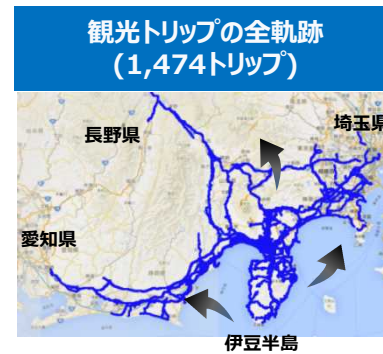 観光トリップの全軌跡
(1,474トリップ)
埼玉県
長野県
愛知県
伊豆半島